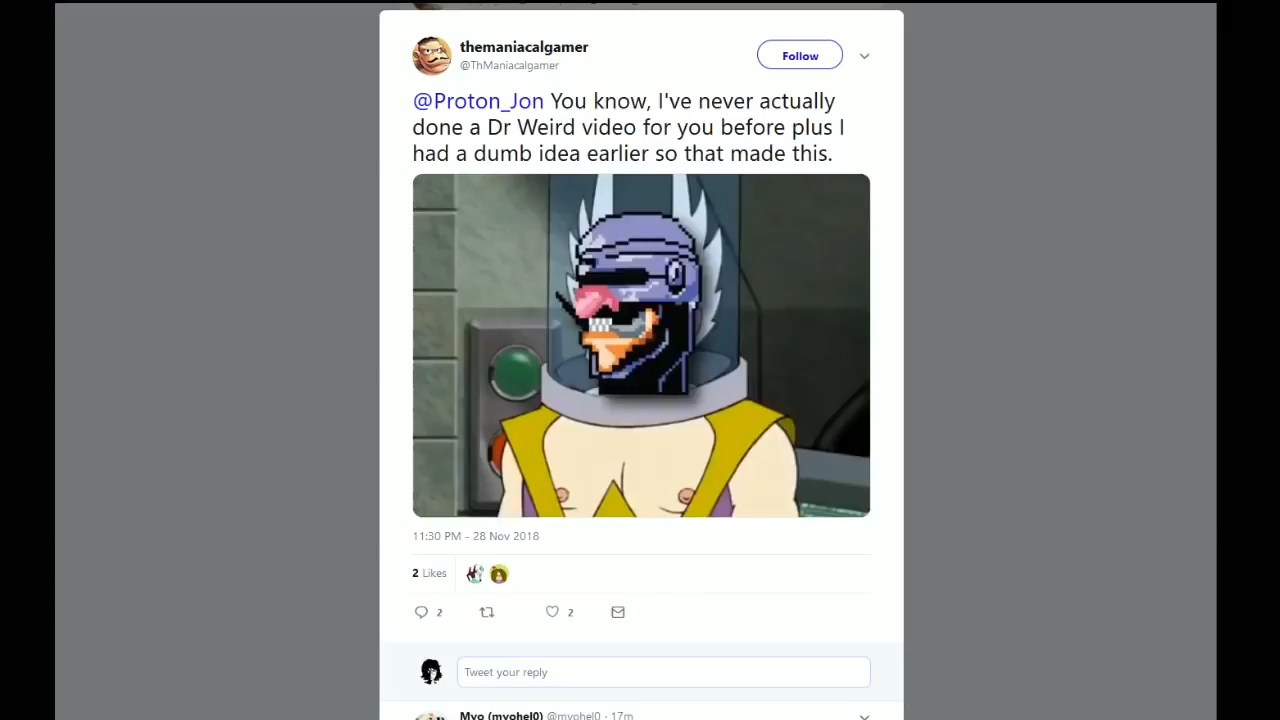 themaniacalgamer
@ThManiacalgamer
Follow
@Proton_Jon You know, I've never actually
done a Dr Weird video for you before plus I
had a dumb idea earlier so that made this.
11:30 PM - 28 Nov 2018
2 Likes
2
2
Tweet your reply
Myo (myohel0) @myohel0 · 17m